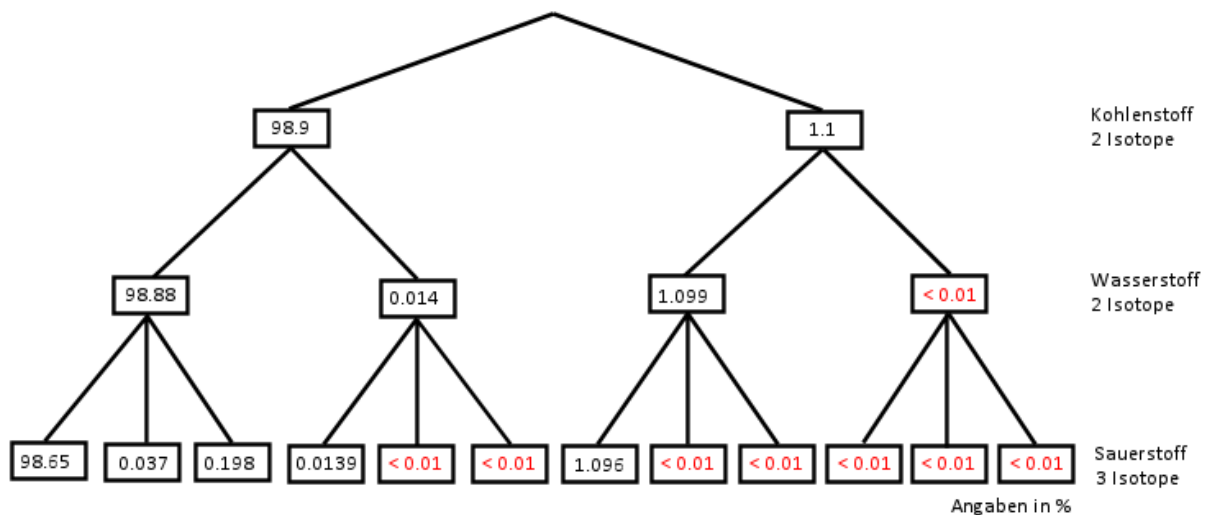 98.9
1.1
Kohlenstoff
2 Isotope
98.88
0.014
1.099
< 0.01
Wasserstoff
2 Isotope
98.65
0.037
0.198
0.0139
< 0.01
< 0.01
1.096
< 0.01
< 0.01
< 0.01
< 0.01
< 0.01
Sauerstoff
3 Isotope
Angaben in %